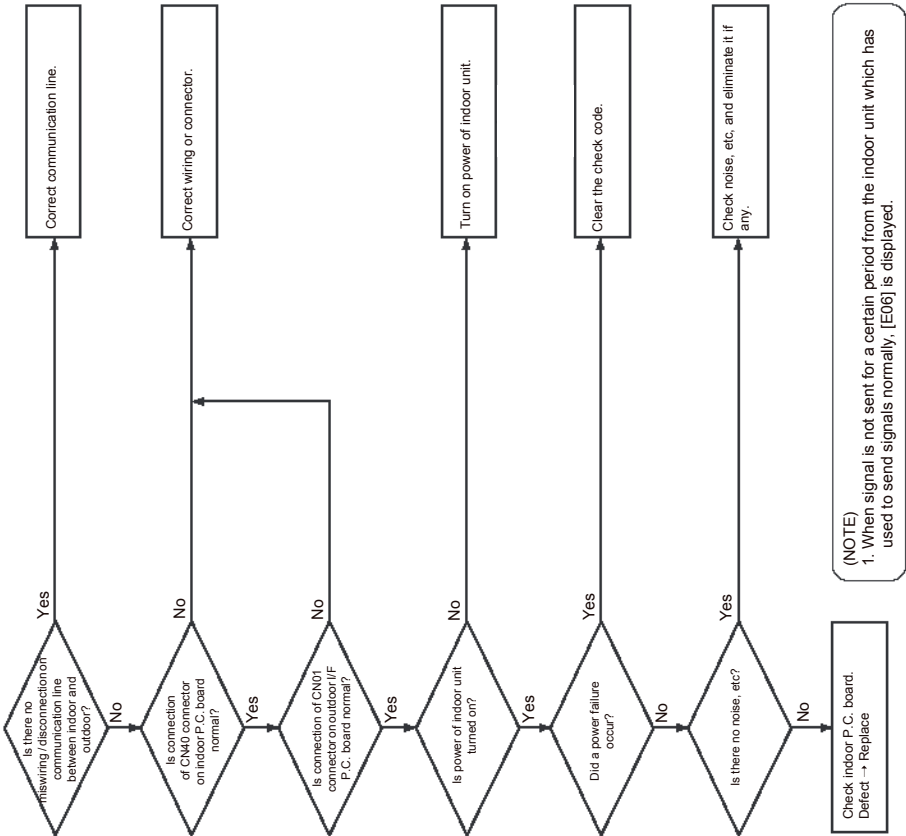 Is there no
miswiring / disconnection on
communication line
between indoor and
outdoor?
Yes
Correct communication line.
No
Is connection
of CN40 connector
on indoor P.C. board
normal?
No
Correct wiring or connector.
Yes
Is connection of CN01
connector on outdoor I/F
P.C. board normal?
No
Yes
Is power of indoor unit
turned on?
No
Turn on power of indoor unit.
Yes
Did a power failure
occur?
Yes
Clear the check code.
No
Is there no noise, etc?
Yes
Check noise, etc, and eliminate it if
any.
No
Check indoor P.C. board.
Defect → Replace
(NOTE)
1. When signal is not sent for a certain period from the indoor unit which has
used to send signals normally, [E06] is displayed.